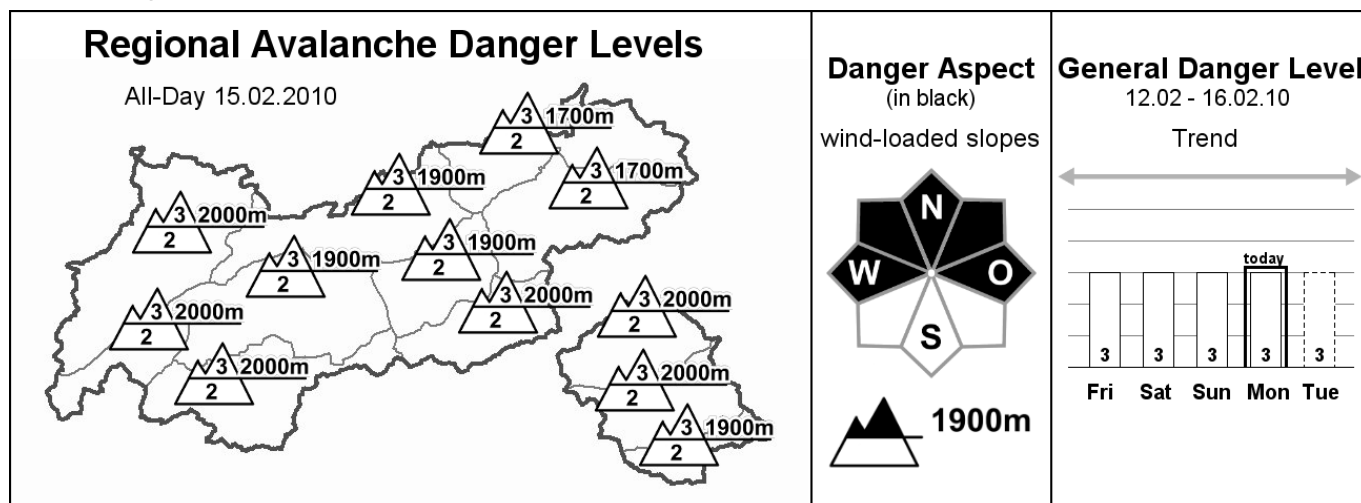 Regional Avalanche Danger Levels
All-Day 15.02.2010
3 1700m
2
3 1700m
2
3 1900m
2
3 2000m
2
3 1900m
2
3 1900m
2
3 2000m
2
3 2000m
2
3 2000m
2
3 2000m
2
3 2000m
2
3 1900m
2
Danger Aspect
(in black)
wind-loaded slopes
N
W O
S
1900m
General Danger Level
12.02 - 16.02.10
Trend
today
3 3 3 3 3
Fri Sat Sun Mon Tue